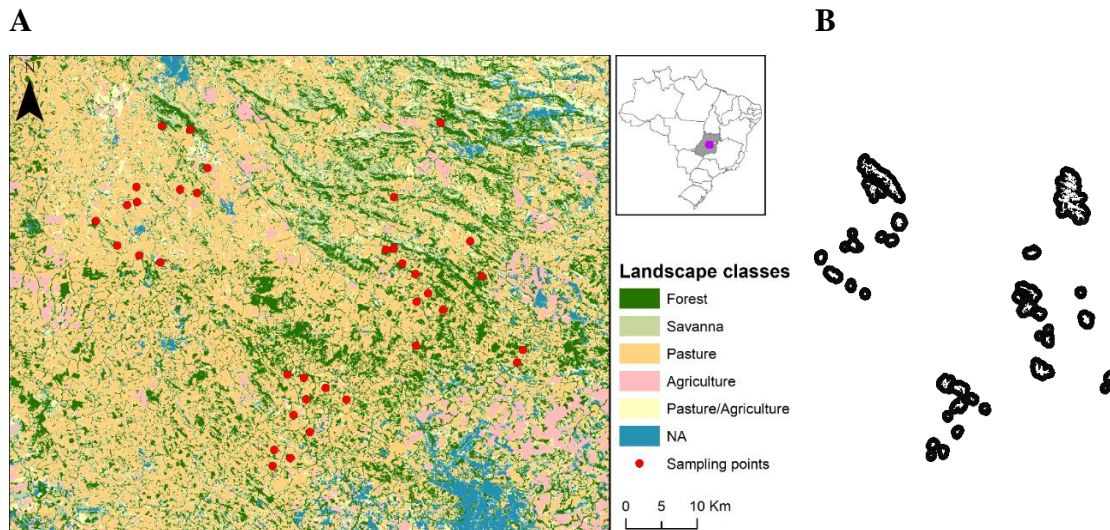 A
B
N
Landscape classes
Forest
Savanna
Pasture
Agriculture
Pasture/Agriculture
NA
Sampling points
0 5 10 Km